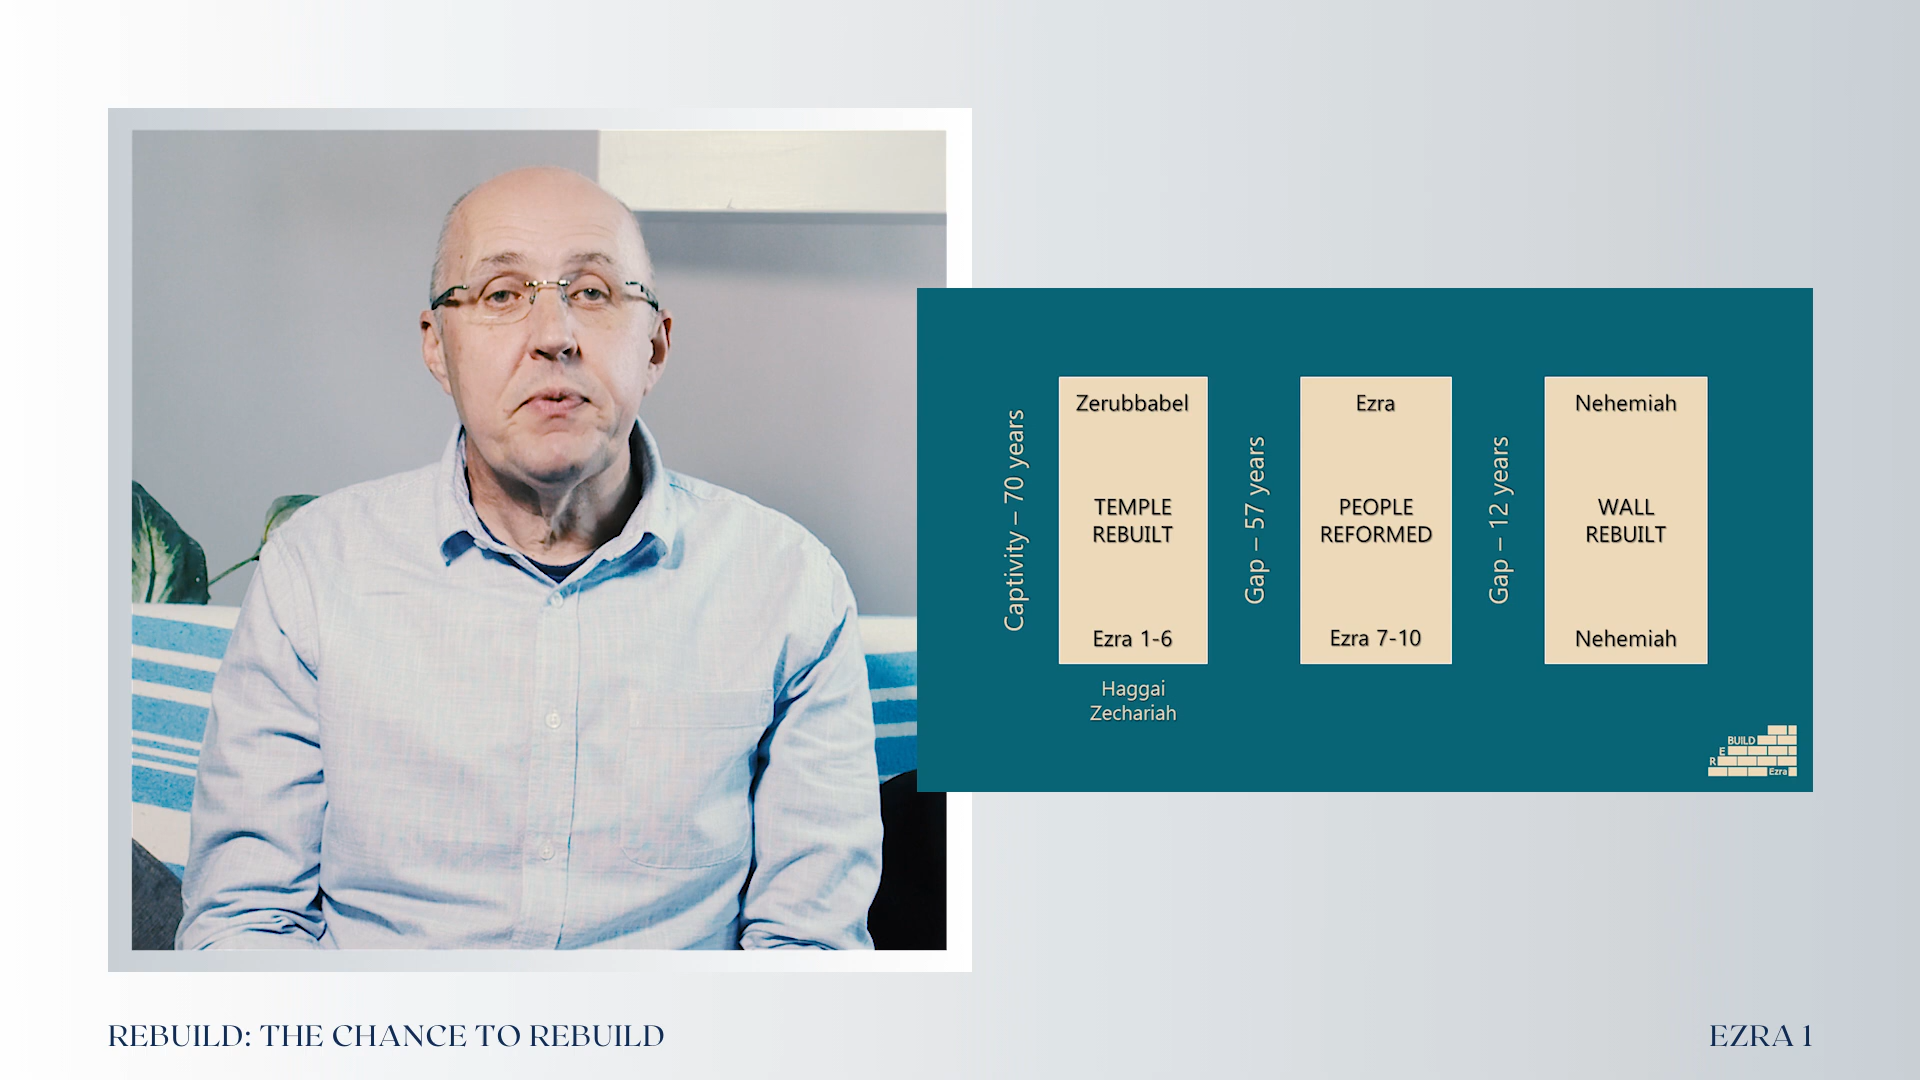 Captivity – 70 years
Zerubbabel
TEMPLE
REBUILT
Ezra 1-6
Haggai
Zechariah
Gap – 57 years
Ezra
PEOPLE
REFORMED
Ezra 7-10
Gap – 12 years
Nehemiah
WALL
REBUILT
Nehemiah
BUILD
E
R
Ezra
REBUILD: THE CHANCE TO REBUILD
EZRA 1